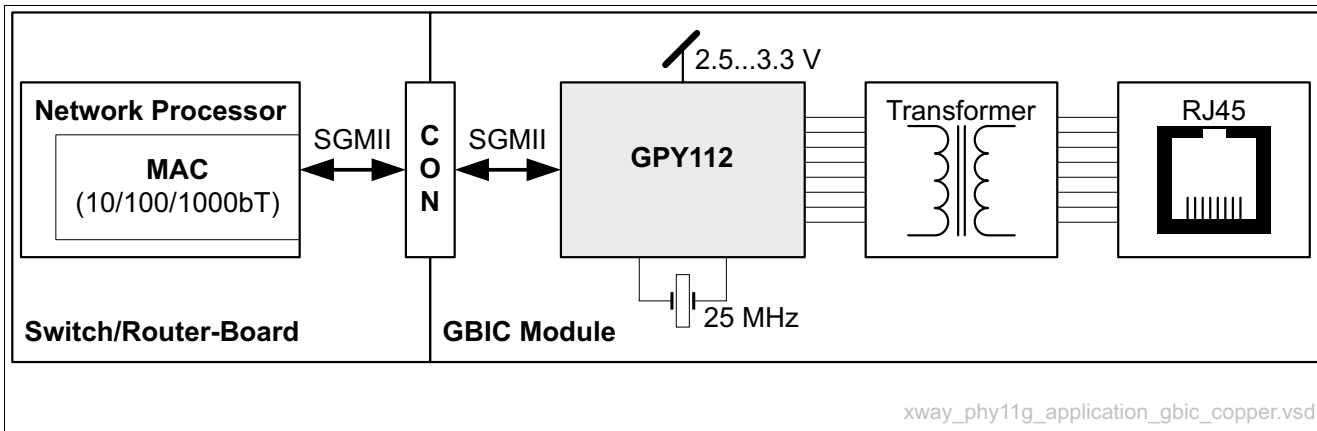 2.5...3.3 V
Network Processor
MAC
(10/100/1000bT)
SGMII
CON
SGMII
GPY112
Transformer
RJ45
25 MHz
Switch/Router-Board
GBIC Module
xway_phy11g_application_gbic_copper.vsd